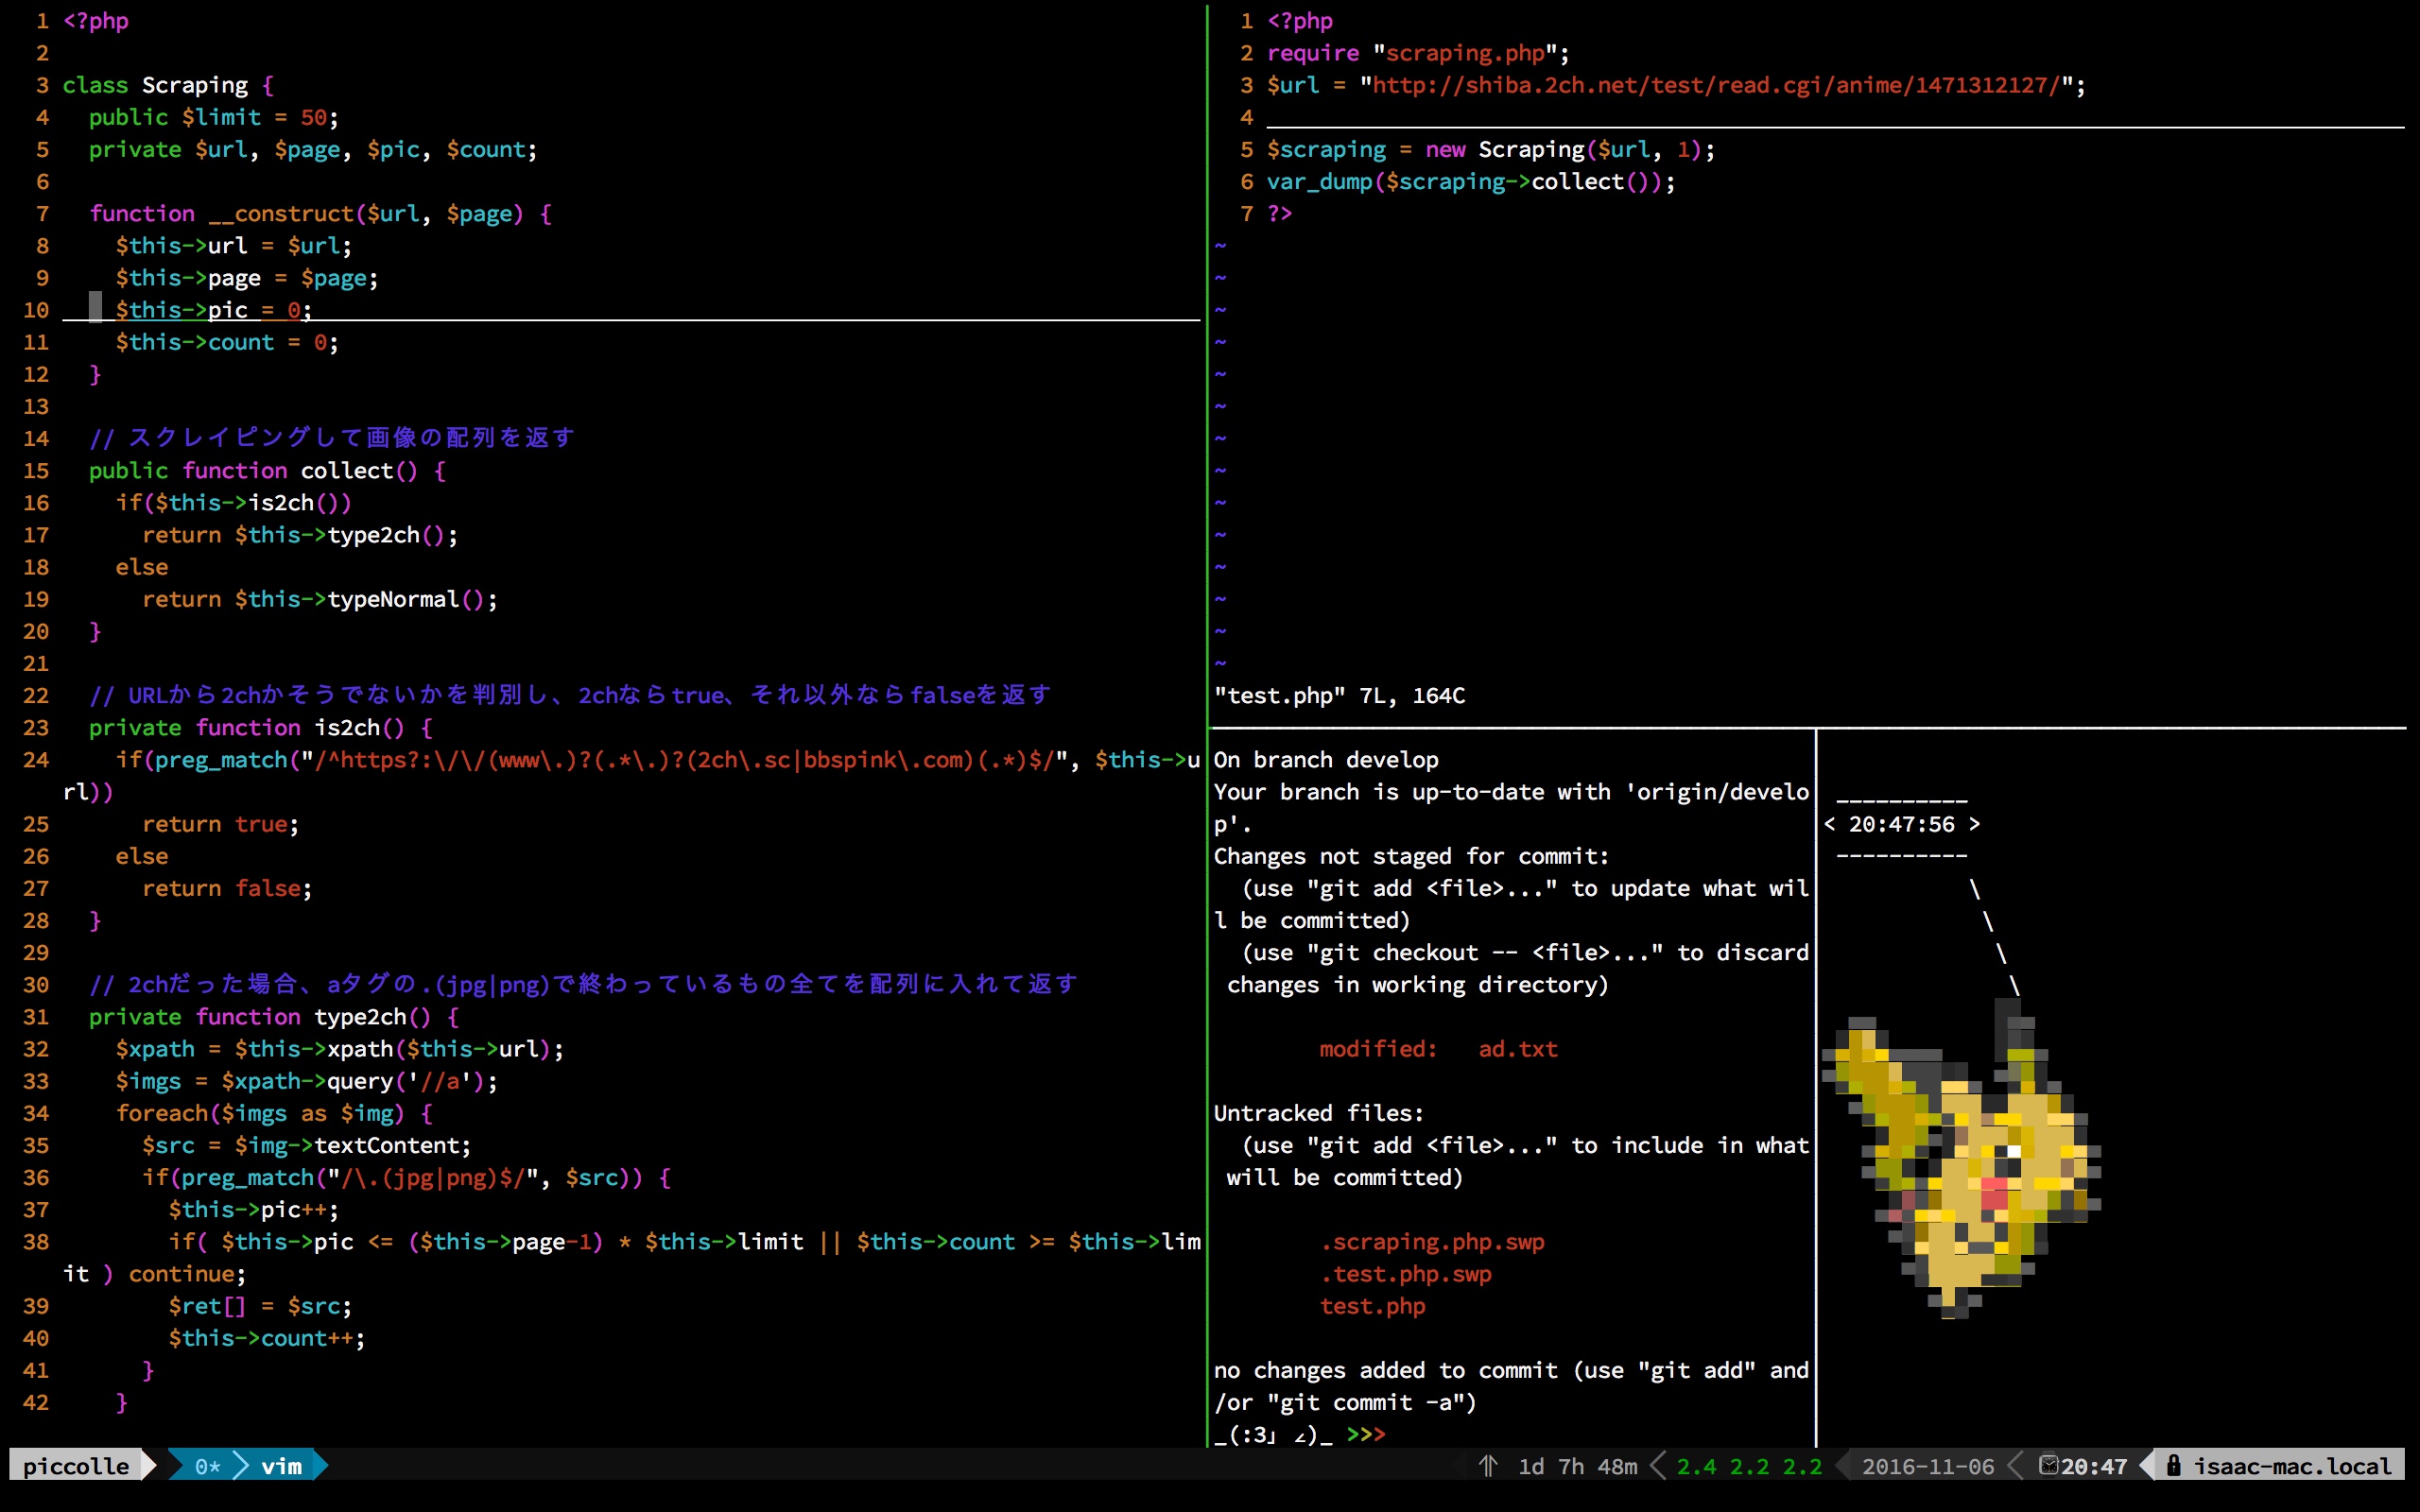 1 <?php
2
3 class Scraping {
4   public $limit = 50;
5   private $url, $page, $pic, $count;
6
7   function __construct($url, $page) {
8     $this->url = $url;
9     $this->page = $page;
10     $this->pic = 0;
11     $this->count = 0;
12   }
13
14   // スクレイピングして画像の配列を返す
15   public function collect() {
16     if($this->is2ch())
17       return $this->type2ch();
18     else
19       return $this->typeNormal();
20   }
21
22   // URLから2chかそうでないかを判別し、2chならtrue、それ以外ならfalseを返す
23   private function is2ch() {
24     if(preg_match("/^https?:\/\/(www\.)?(.*\.)?(2ch\.sc|bbspink\.com)(.*)$/", $this->u
rl))
25       return true;
26     else
27       return false;
28   }
29
30   // 2chだった場合、aタグの.(jpg|png)で終わっているもの全てを配列に入れて返す
31   private function type2ch() {
32     $xpath = $this->xpath($this->url);
33     $imgs = $xpath->query('//a');
34     foreach($imgs as $img) {
35       $src = $img->textContent;
36       if(preg_match("/\.(jpg|png)$/", $src)) {
37         $this->pic++;
38         if( $this->pic <= ($this->page-1) * $this->limit || $this->count >= $this->lim
it ) continue;
39         $ret[] = $src;
40         $this->count++;
41       }
42     }
1 <?php
2 require "scraping.php";
3 $url = "http://shiba.2ch.net/test/read.cgi/anime/1471312127/";
4
5 $scraping = new Scraping($url, 1);
6 var_dump($scraping->collect());
7 ?>
~
~
~
~
~
~
~
~
~
~
~
~
~
~
"test.php" 7L, 164C
On branch develop
Your branch is up-to-date with 'origin/develo
p'.
Changes not staged for commit:
  (use "git add <file>..." to update what wil
l be committed)
  (use "git checkout -- <file>..." to discard
 changes in working directory)
modified:   ad.txt
Untracked files:
  (use "git add <file>..." to include in what
 will be committed)
.scraping.php.swp
.test.php.swp
test.php
no changes added to commit (use "git add" and
/or "git commit -a")
_(:3」∠)_ >>>
__________
< 20:47:56 >
----------
\
\
\
\
piccolle 0* vim 1d 7h 48m 2.4 2.2 2.2 2016-11-06 20:47 isaac-mac.local